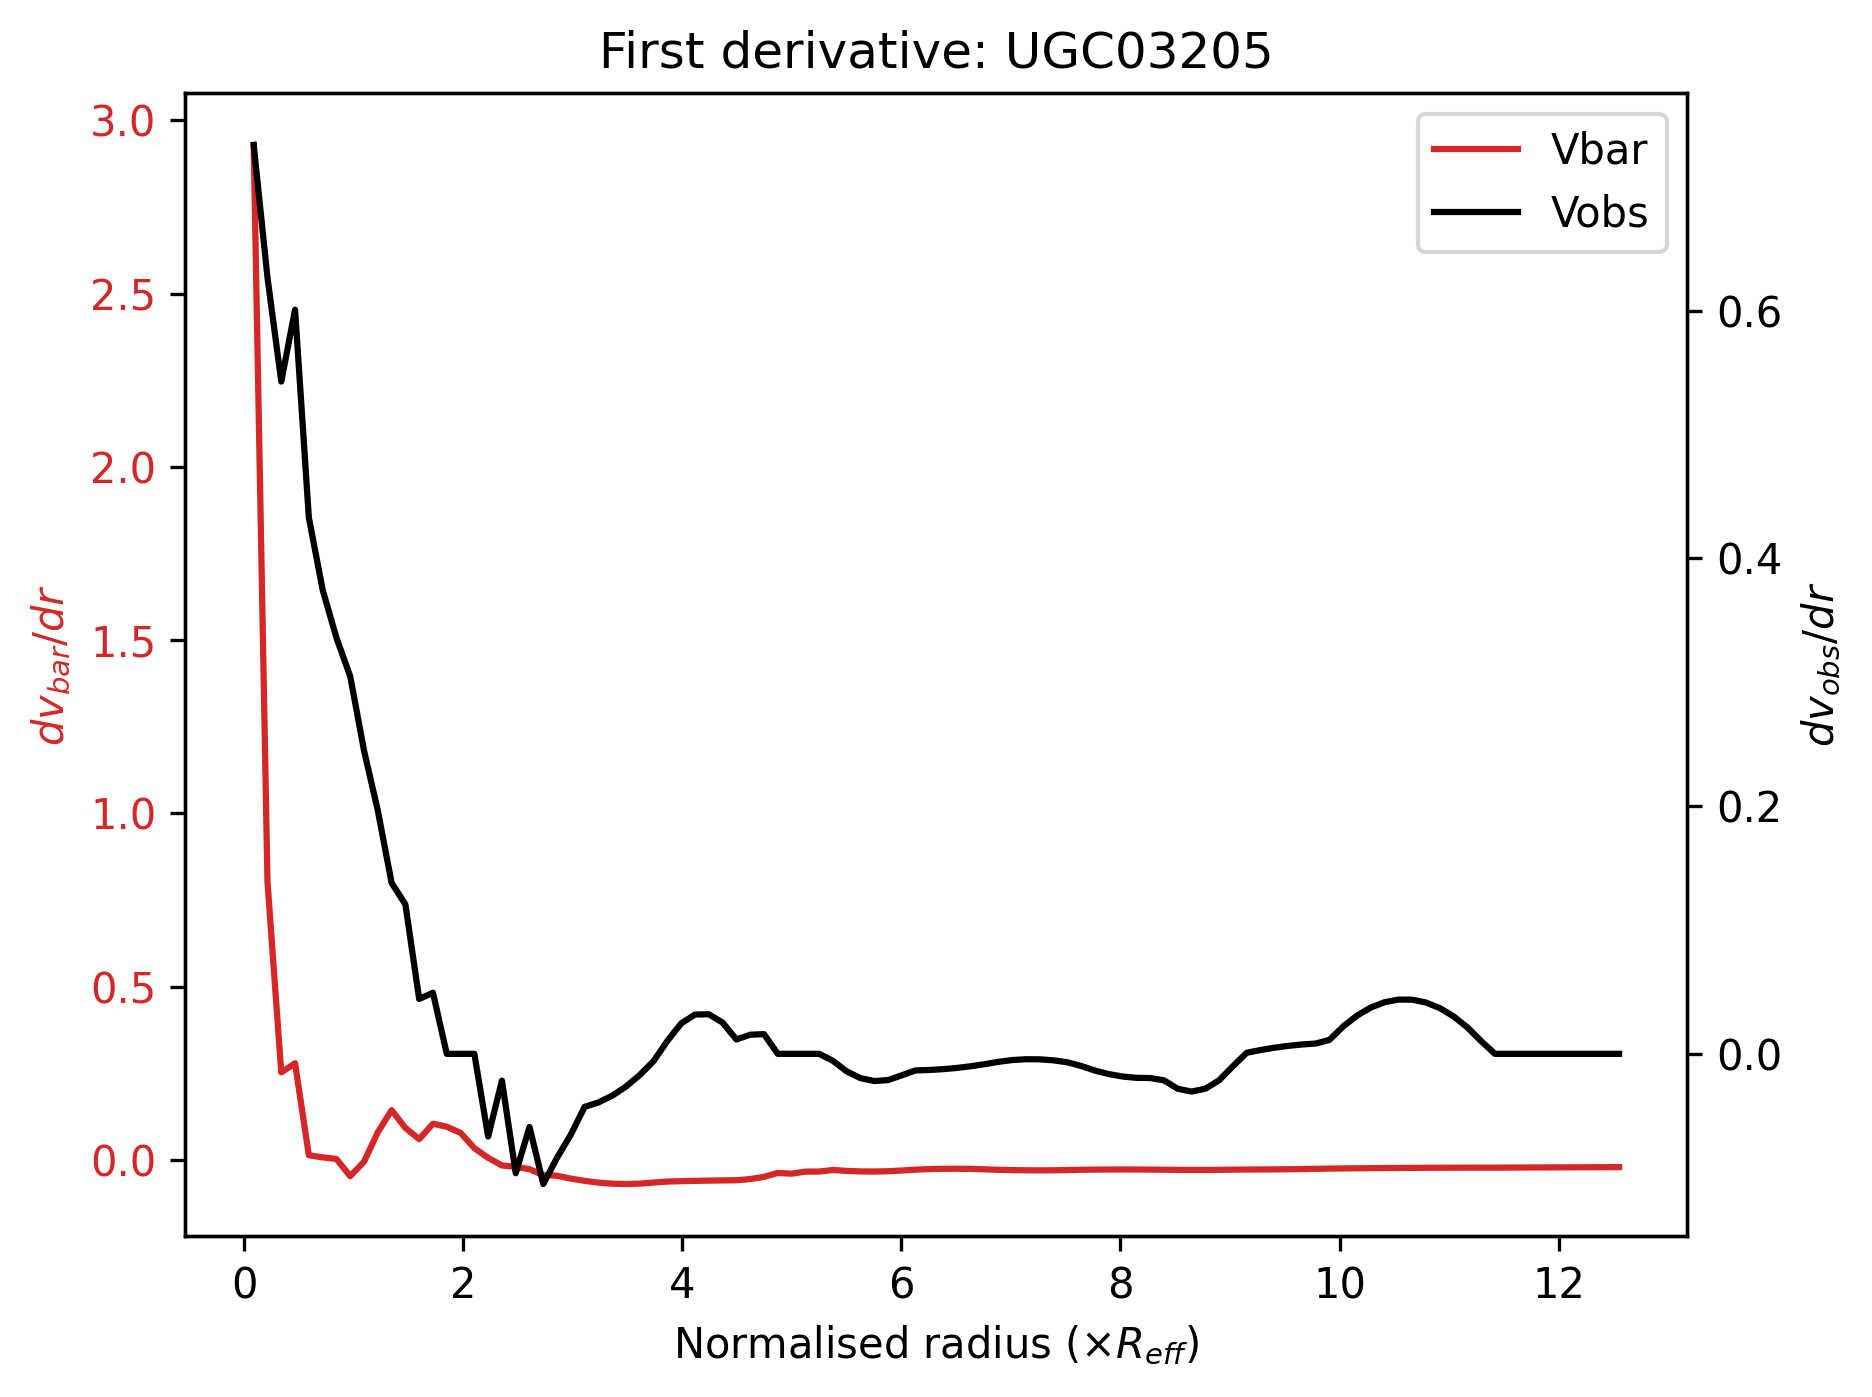 First derivative: UGC03205
3.0
2.5
2.0
1.5
1.0
0.5
0.0
dv_bar/dr
Vbar
Vobs
0.6
0.4
0.2
0.0
dv_obs/dr
0 2 4 6 8 10 12
Normalised radius (×R_eff)